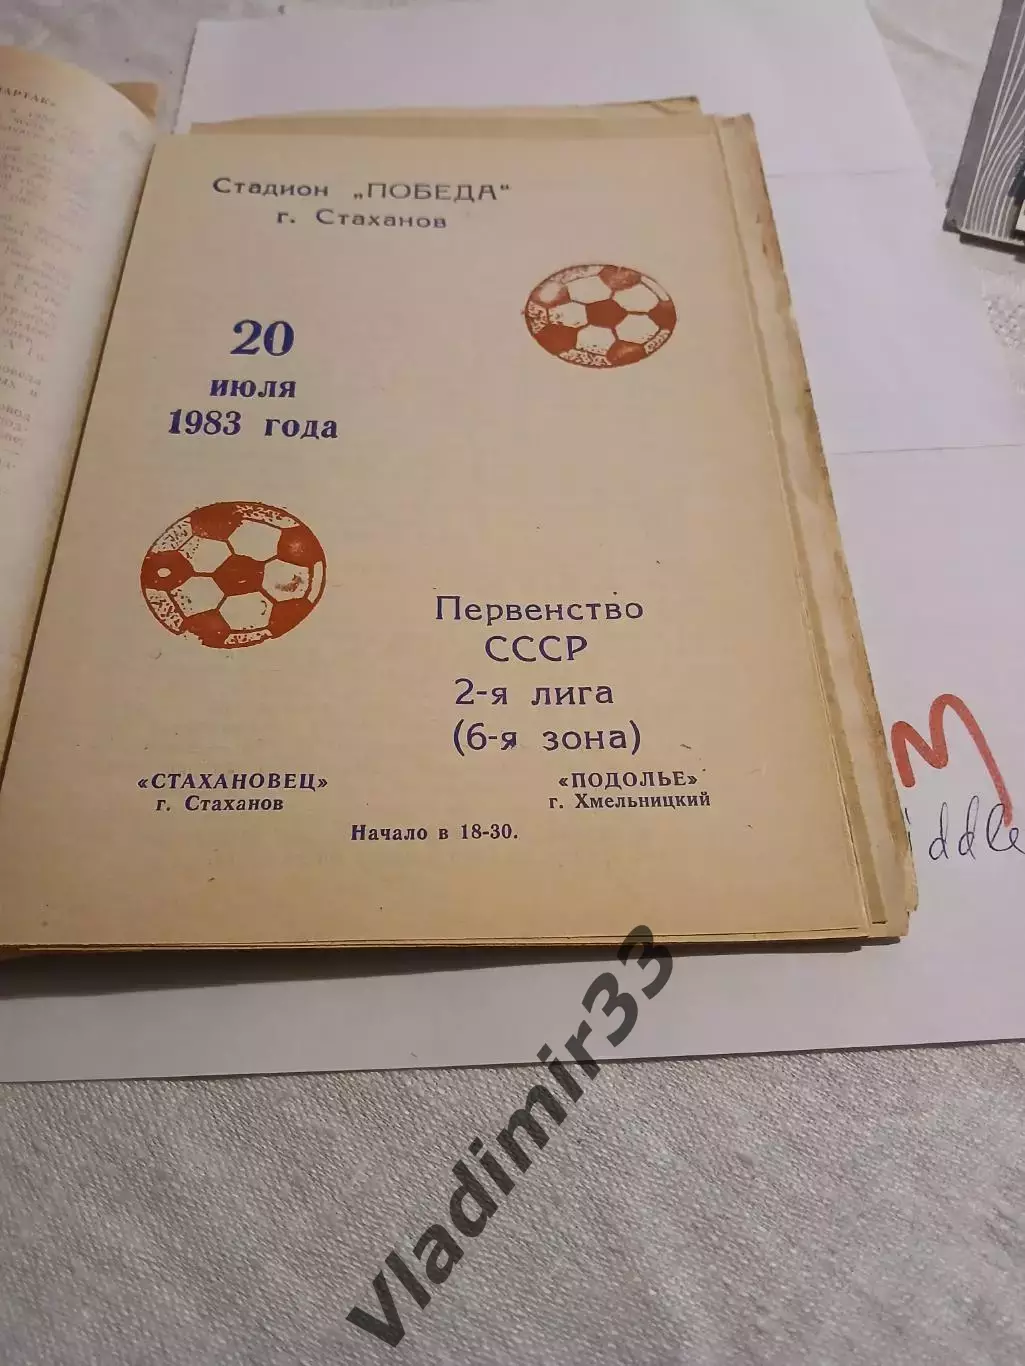 Стадион „ПОБЕДА"
г. Стаханов
20
июля
1983 года
Первенство
СССР
2-я лига
(6-я зона)
«СТАХАНОВЕЦ»
г. Стаханов
«ПОДОЛЬЕ»
г. Хмельницкий
Начало в 18-30.
M
iddle
vladimir33